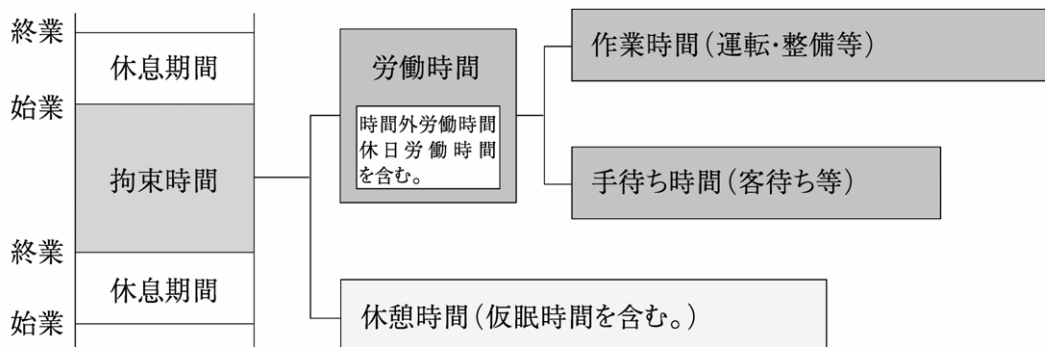 終業
休息期間
始業
拘束時間
終業
休息期間
始業
労働時間
時間外労働時間
休日労働時間
を含む。
作業時間（運転・整備等）
手待ち時間（客待ち等）
休憩時間（仮眠時間を含む。）